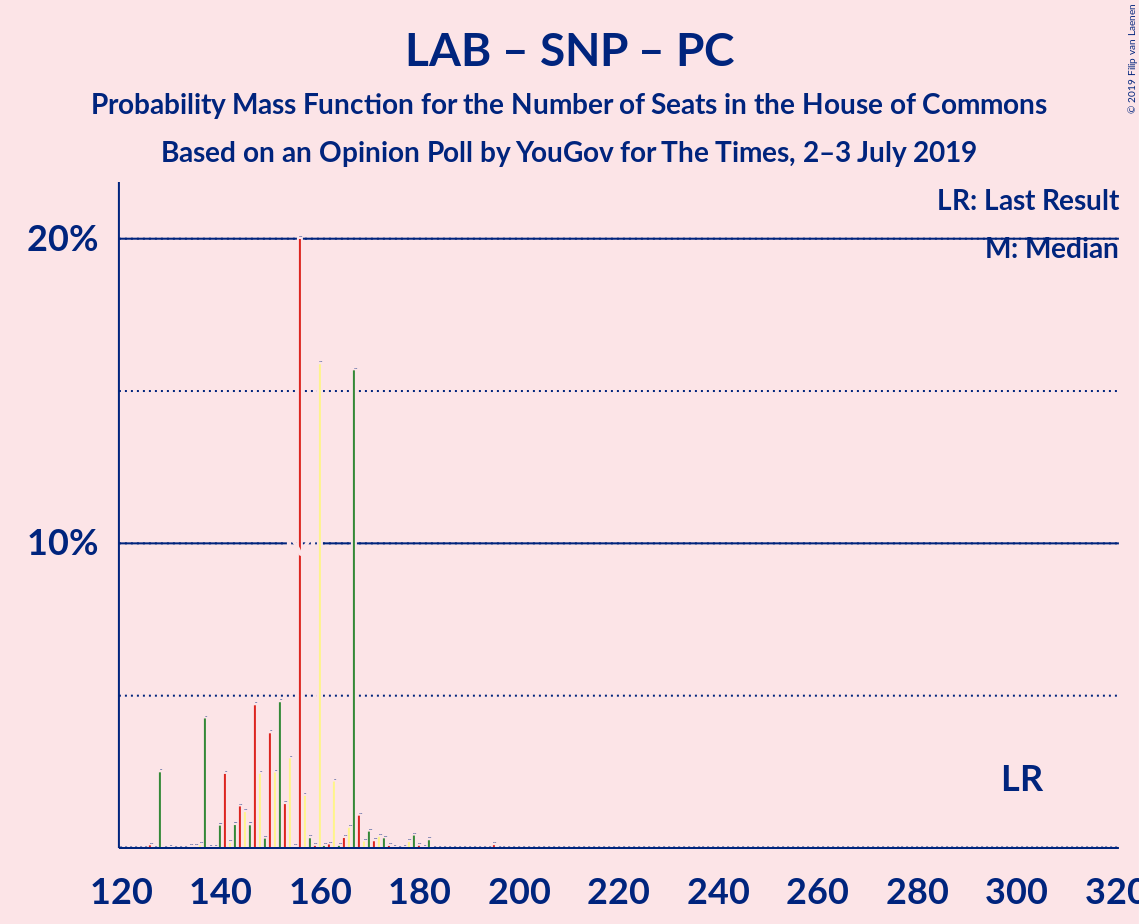 LAB – SNP – PC
Probability Mass Function for the Number of Seats in the House of Commons
Based on an Opinion Poll by YouGov for The Times, 2–3 July 2019
© 2019 Filip van Laenen
LR: Last Result
M: Median
20%
10%
LR
120 140 160 180 200 220 240 260 280 300 320